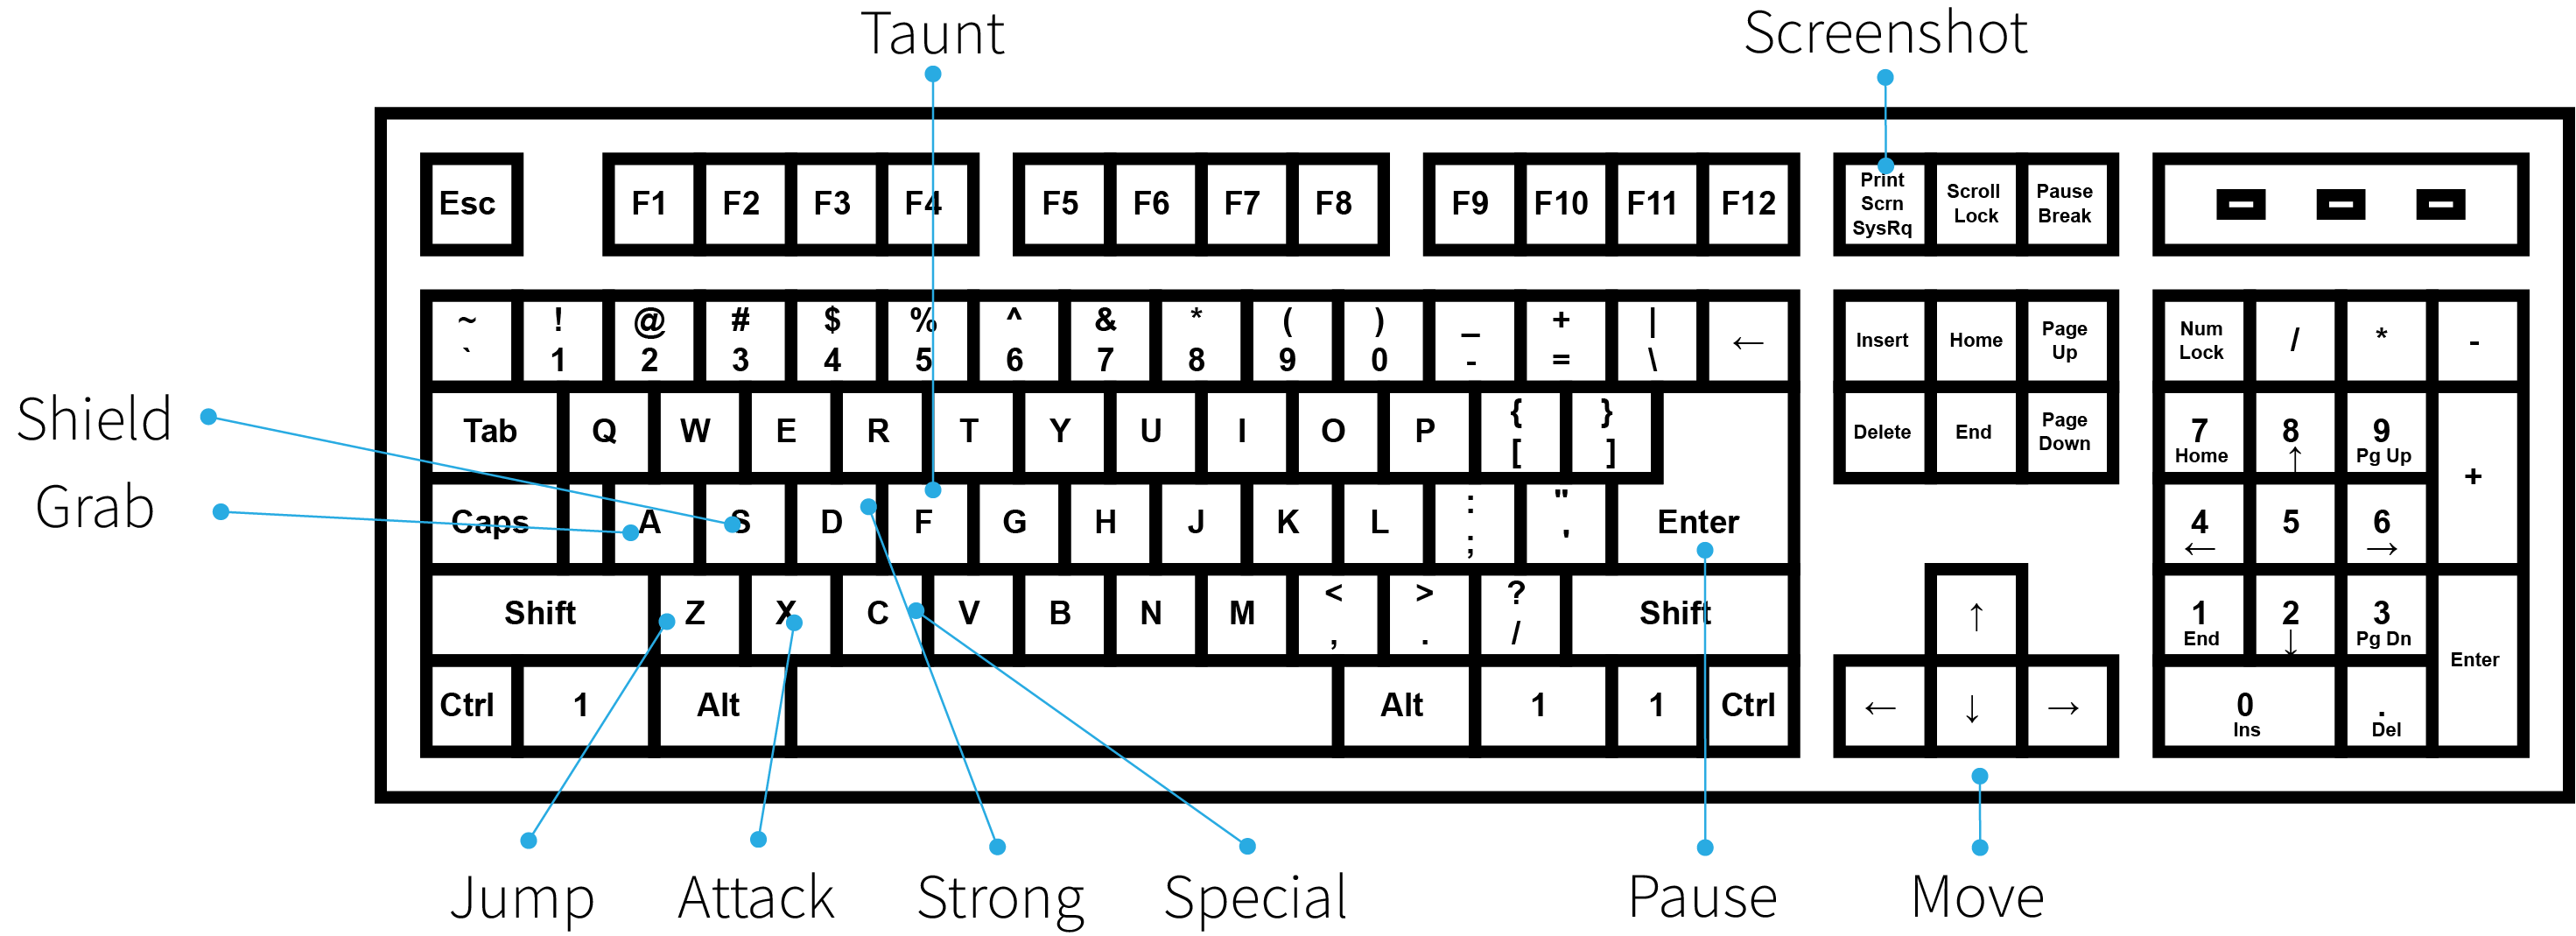 Taunt
Screenshot
Esc F1 F2 F3 F4 F5 F6 F7 F8 F9 F10 F11 F12
Print
Scrn
SysRq
Scroll
Lock
Pause
Break
~ ! @ # $ % ^ & * ( ) _ + |
` 1 2 3 4 5 6 7 8 9 0 - = \ ←
Insert Home
Page
Up
Num
Lock
/ * -
Shield
Tab Q W E R T Y U I O P
{ }
[ ]
Delete End
Page
Down
7 8 9
Home ↑ Pg Up
+
Grab
Caps A S D F G H J K L
: "
; '
Enter
4 5 6
← →
Shift Z X C V B N M
< > ?
, . /
Shift
↑
1 2 3
End ↓ Pg Dn
Enter
Ctrl 1 Alt Alt 1 1 Ctrl
← ↓ →
0 .
Ins Del
Jump Attack Strong Special Pause Move